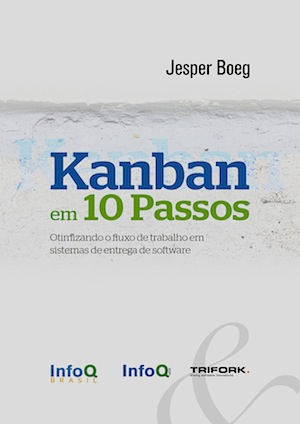 Jesper Boeg
Kanban
em 10 Passos
Otimizando o fluxo de trabalho em
sistemas de entrega de software
InfoQ
BRASIL
InfoQ
TRIFORK.
&